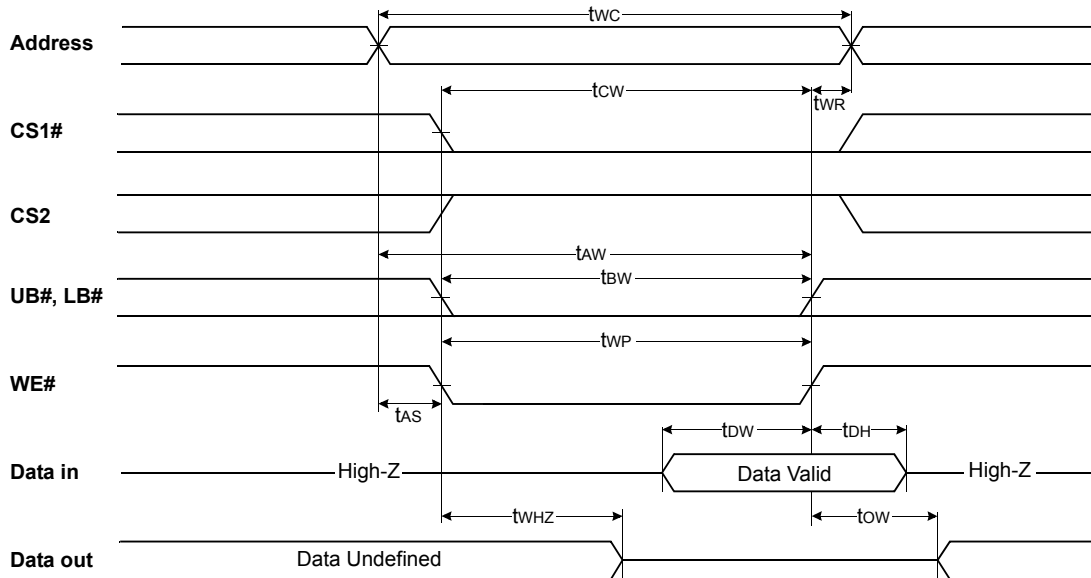 tWC
Address
tCW
tWR
CS1#
CS2
tAW
tBW
UB#, LB#
tWP
WE#
tAS
tDW
tDH
Data in
High-Z
Data Valid
High-Z
tWHZ
tOW
Data out
Data Undefined